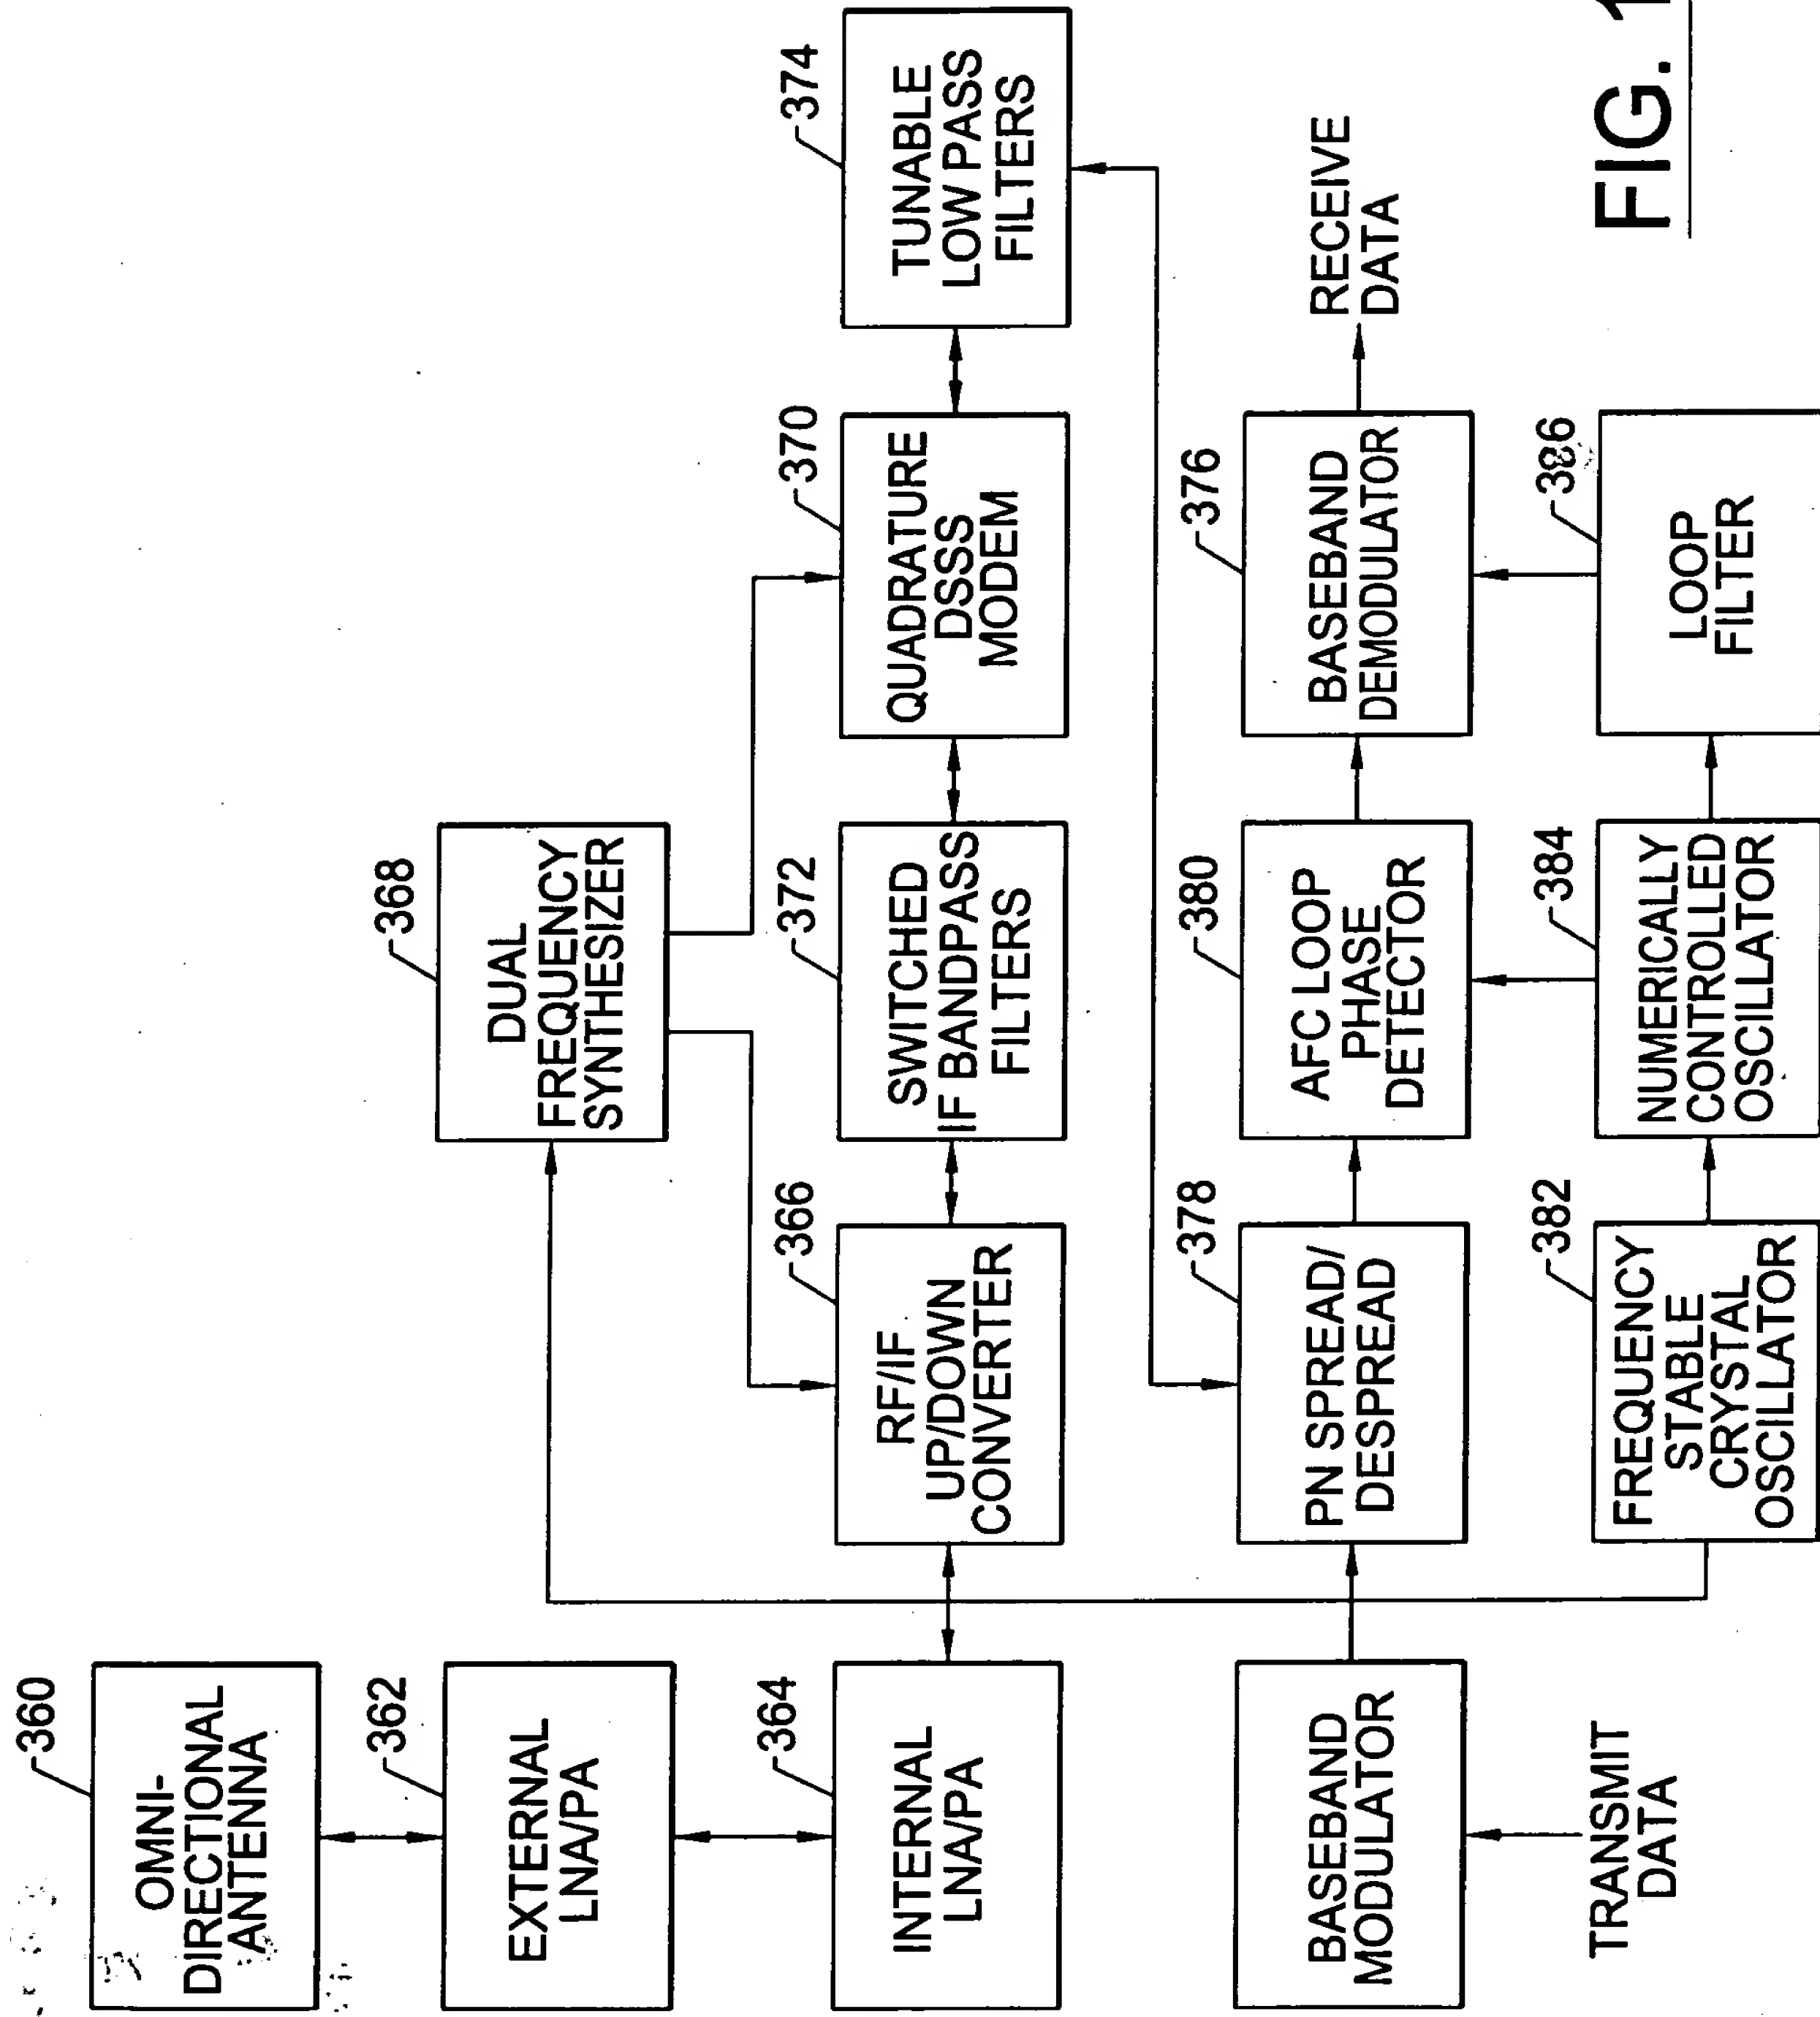 360
OMNI-
DIRECTIONAL
ANTENNA
362
EXTERNAL
LNA/PA
368
DUAL
FREQUENCY
SYNTHESIZER
364
INTERNAL
LNA/PA
366
RF/IF
UP/DOWN
CONVERTER
372
SWITCHED
IF BANDPASS
FILTERS
370
QUADRATURE
DSSS
MODEM
374
TUNABLE
LOW PASS
FILTERS
BASEBAND
MODULATOR
378
PN SPREAD/
DESPREAD
380
AFC LOOP
PHASE
DETECTOR
376
BASEBAND
DEMODULATOR
RECEIVE
DATA
TRANSMIT
DATA
382
FREQUENCY
STABLE
CRYSTAL
OSCILLATOR
384
NUMERICALLY
CONTROLLED
OSCILLATOR
386
LOOP
FILTER
FIG. 1